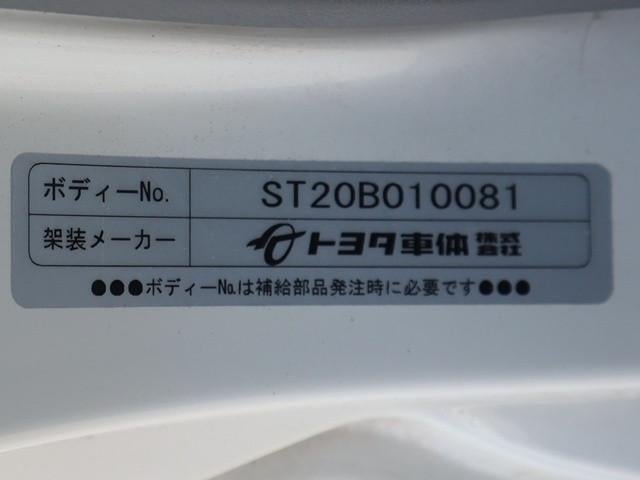 ボディーNo. ST20B010081
架装メーカー トヨタ車体株式会社
●●●ボディーNo.は補給部品発注時に必要です●●●